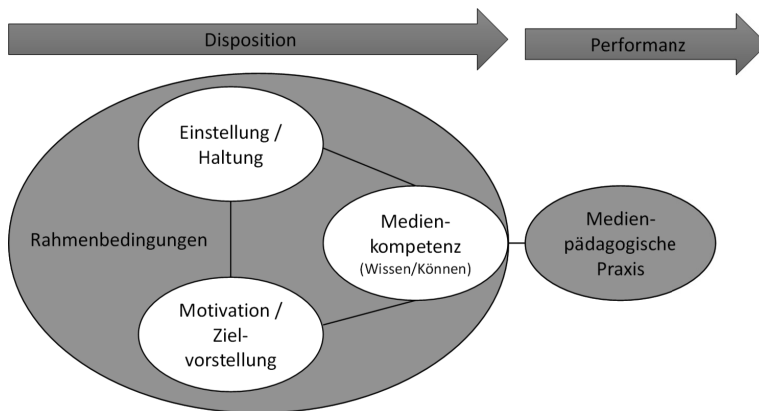 Disposition
Performanz
Einstellung /
Haltung
Rahmenbedingungen
Medien-
kompetenz
(Wissen/Können)
Medien-
pädagogische
Praxis
Motivation /
Ziel-
vorstellung